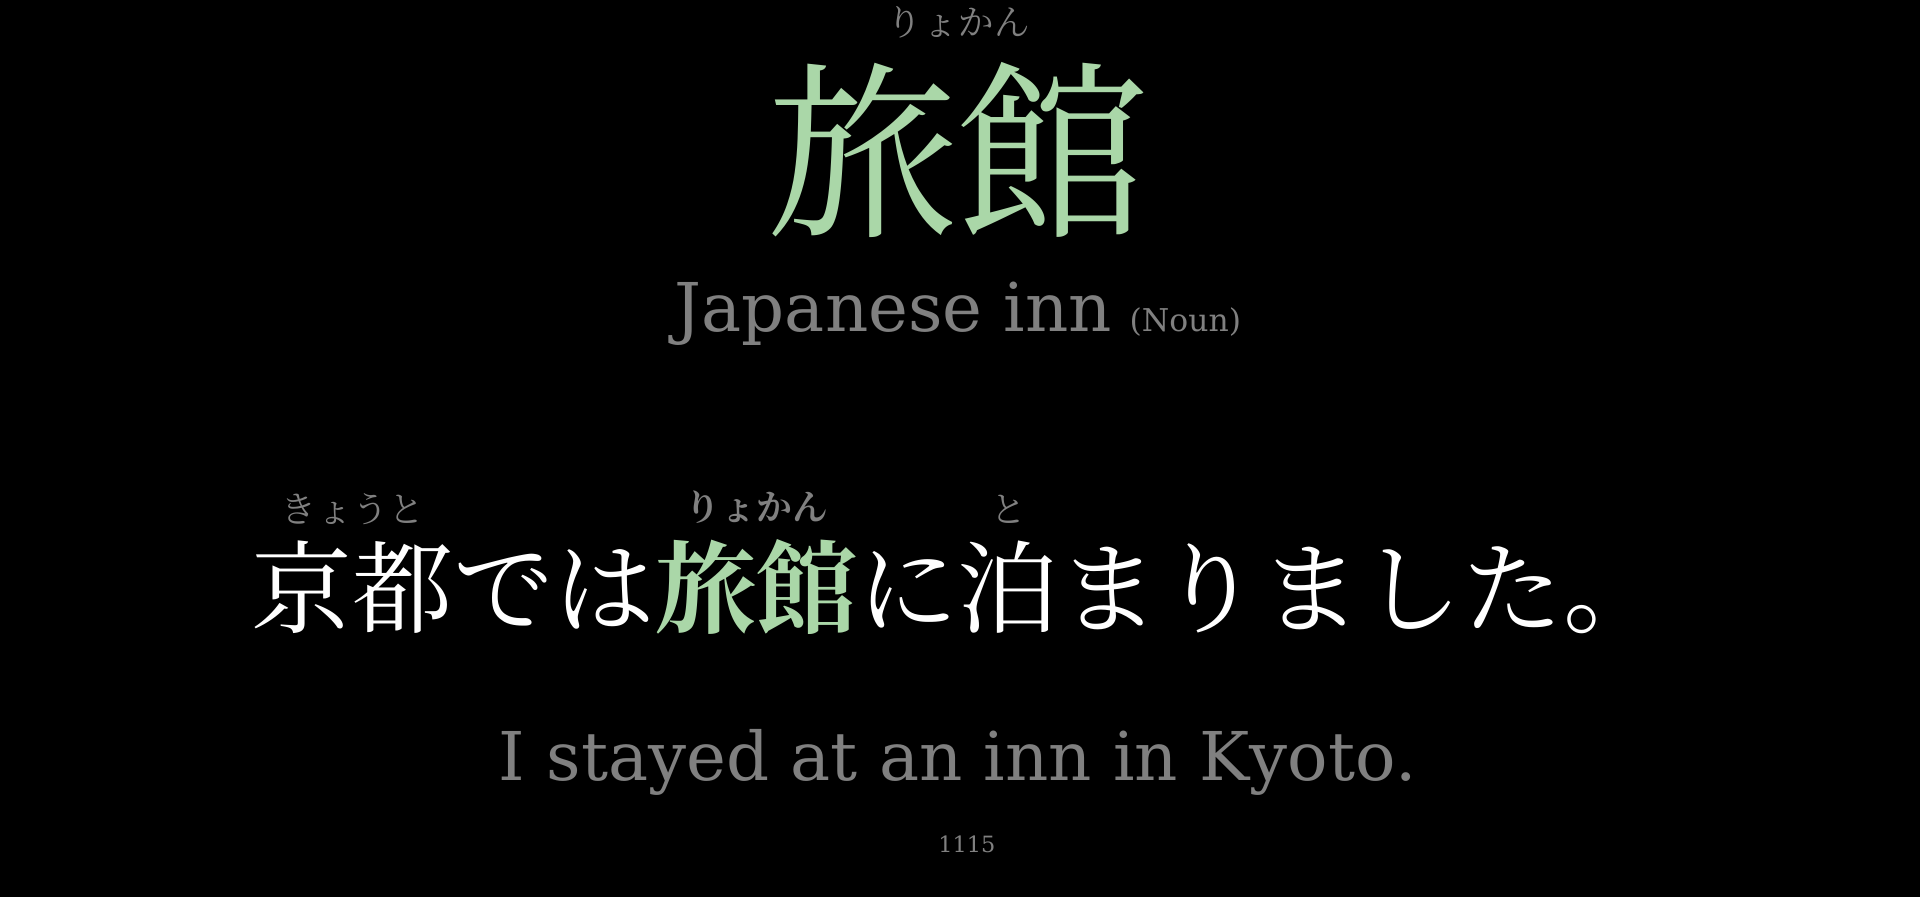 りょかん
旅館
Japanese inn (Noun)
きょうと りょかん と
京都では旅館に泊まりました。
I stayed at an inn in Kyoto.
1115